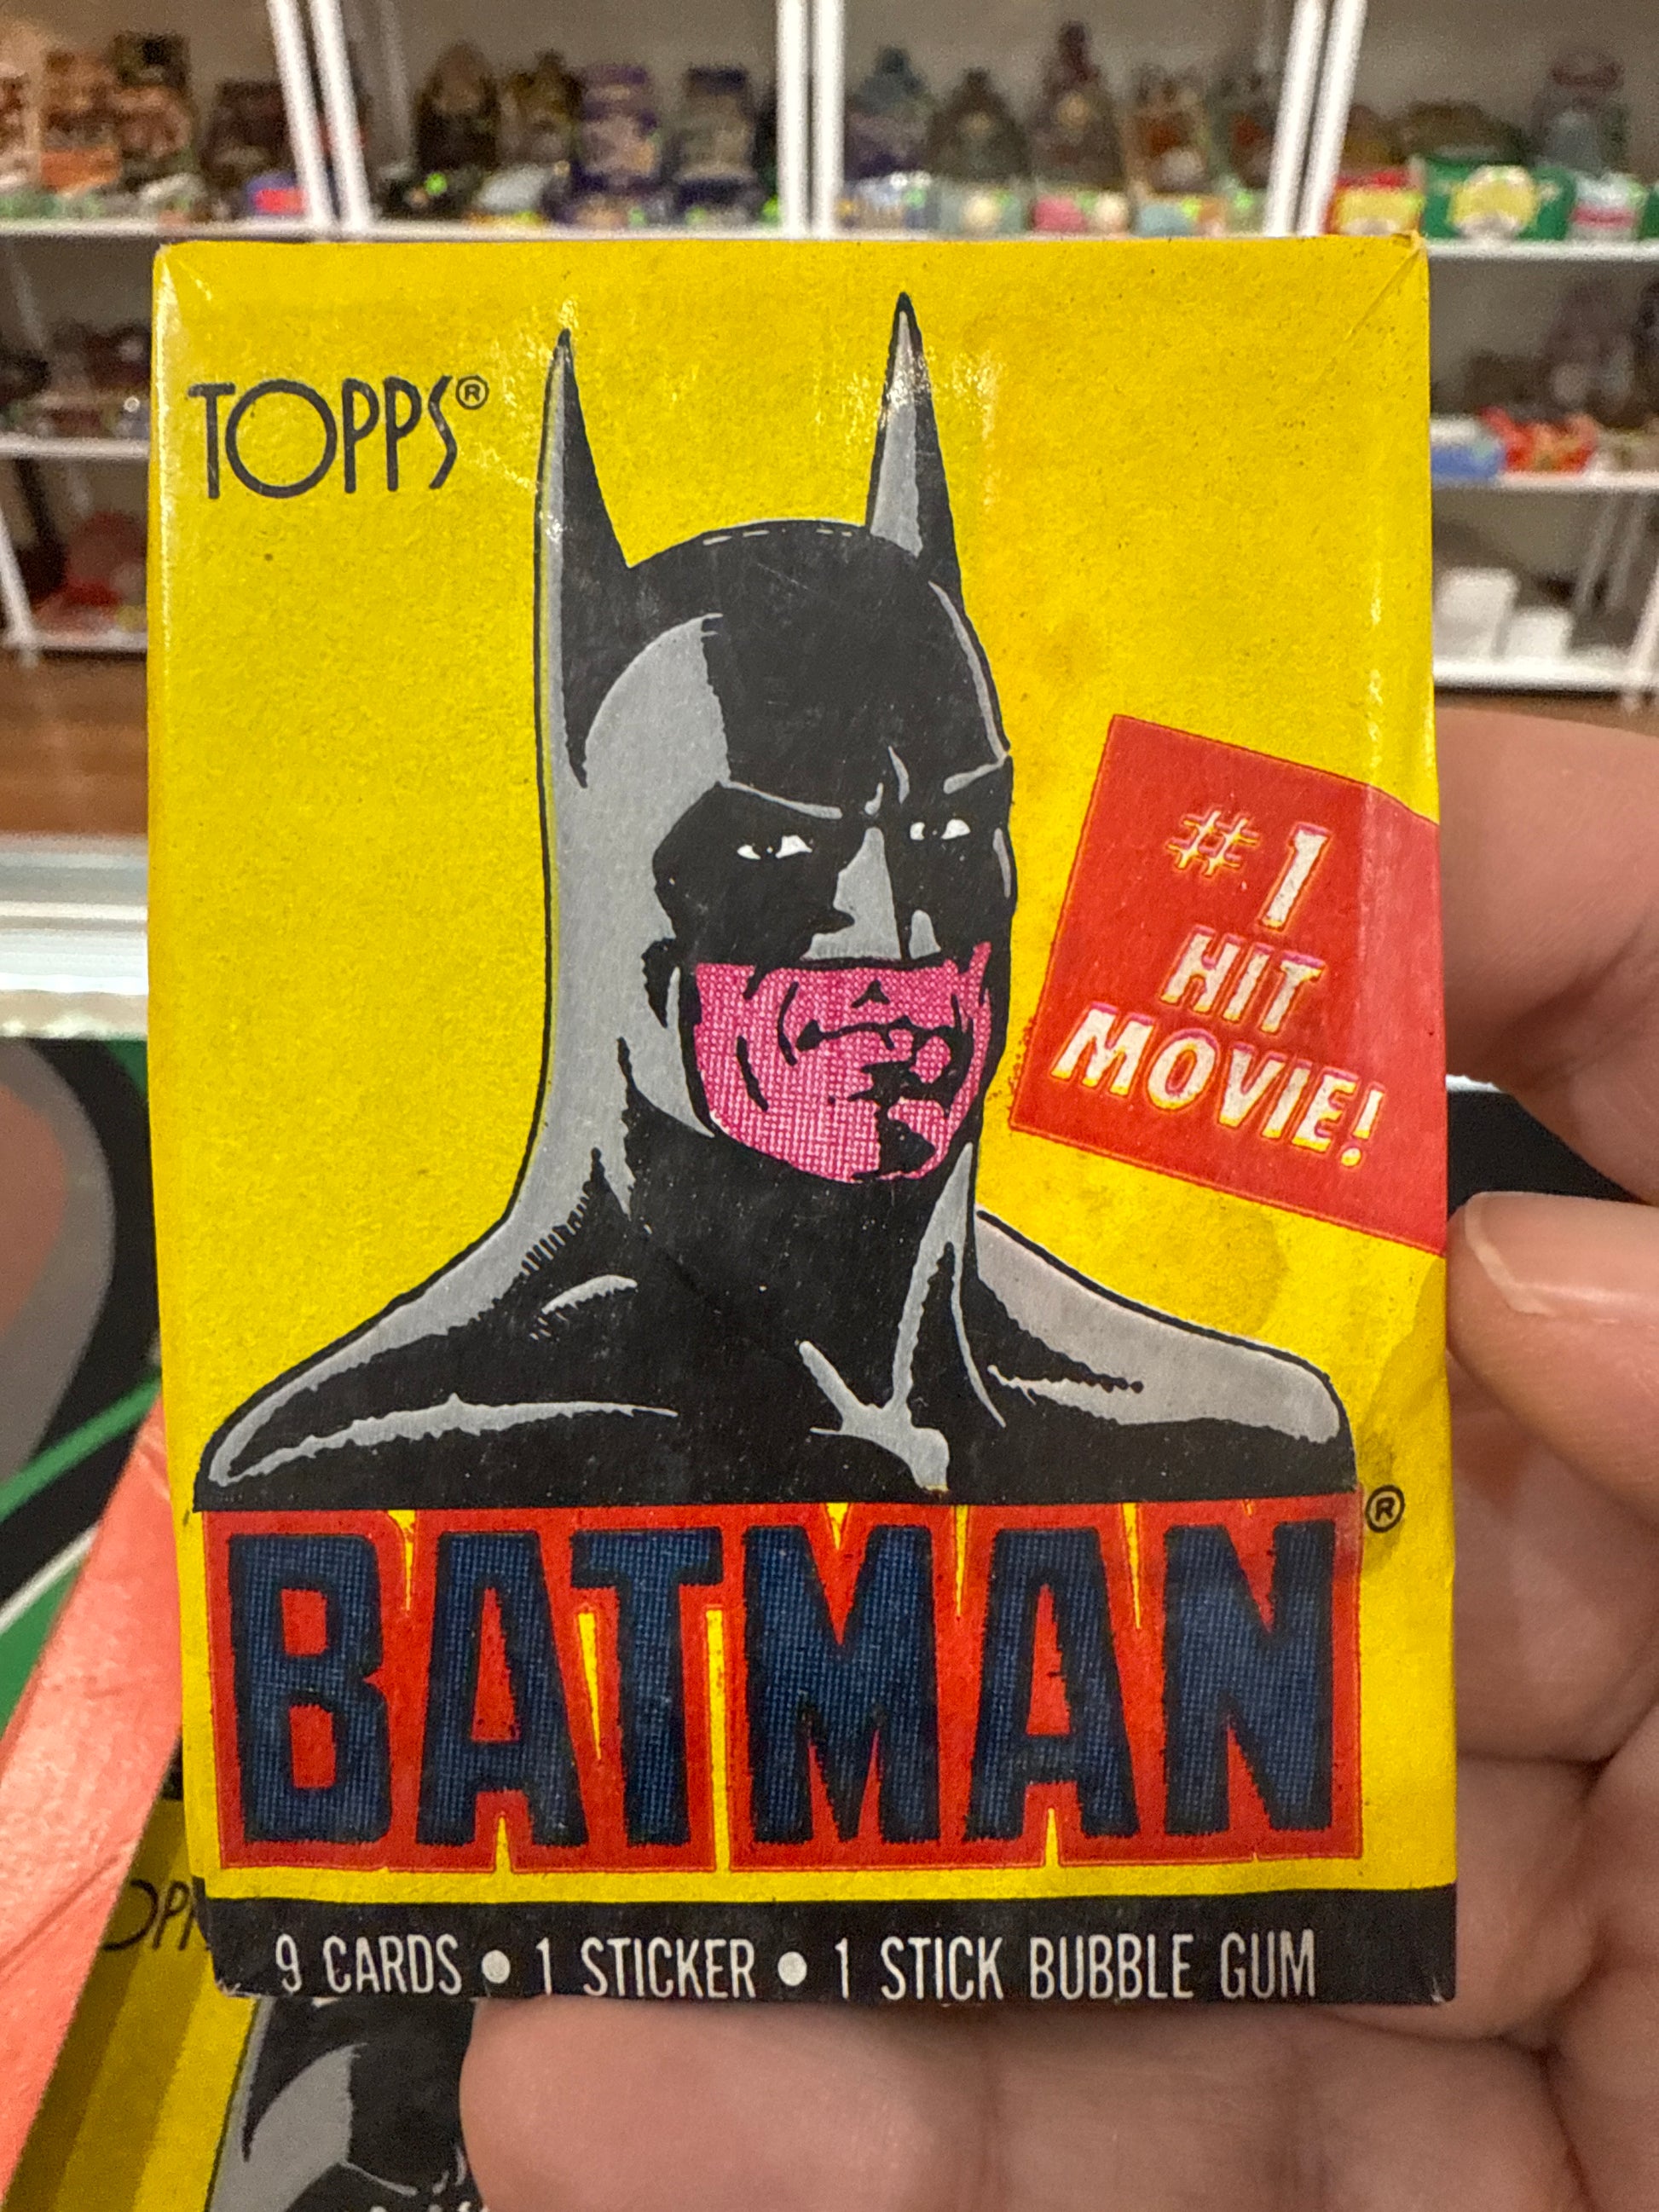 TOPPS®
# 1
HIT
MOVIE!
BATMAN®
9 CARDS • 1 STICKER • 1 STICK BUBBLE GUM